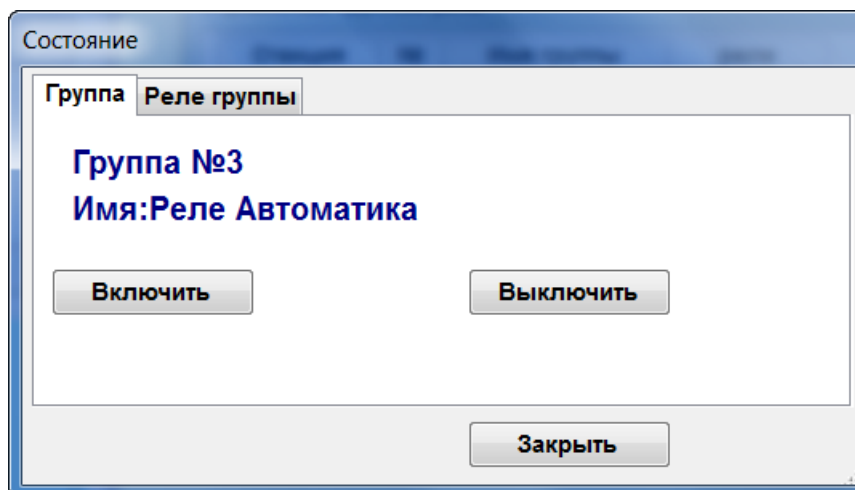 Состояние
Группа Реле группы
Группа №3
Имя:Реле Автоматика
Включить Выключить
Закрыть